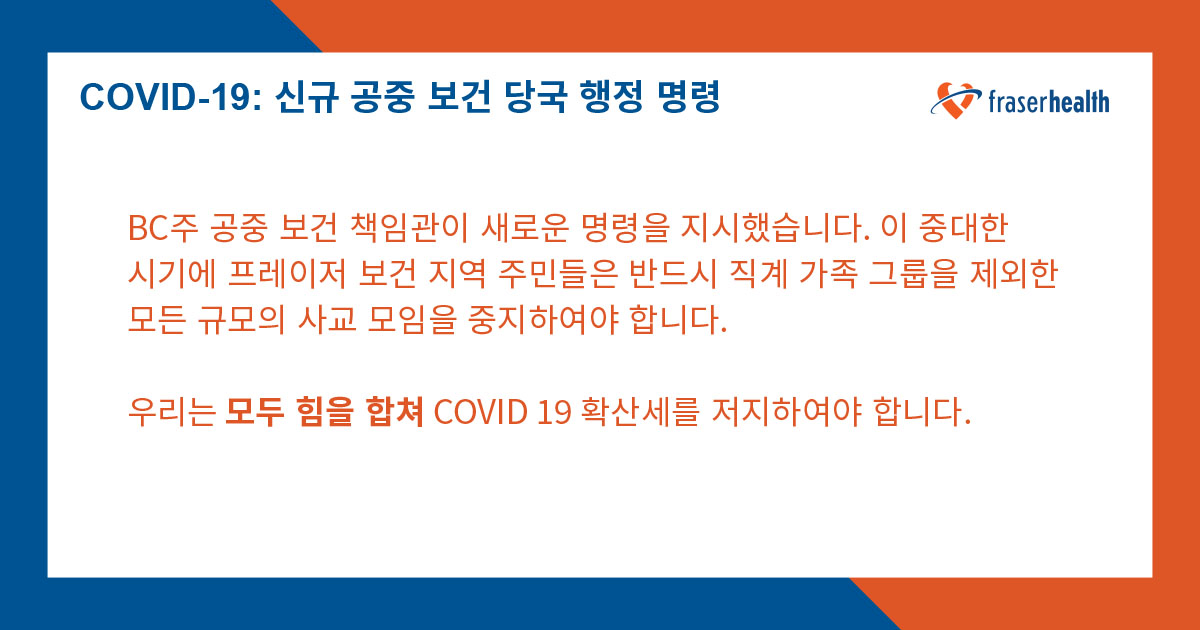 COVID-19: 신규 공중 보건 당국 행정 명령
fraserhealth
BC주 공중 보건 책임관이 새로운 명령을 지시했습니다. 이 중대한
시기에 프레이저 보건 지역 주민들은 반드시 직계 가족 그룹을 제외한
모든 규모의 사교 모임을 중지하여야 합니다.
우리는 모두 힘을 합쳐 COVID 19 확산세를 저지하여야 합니다.